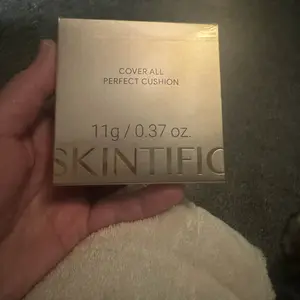 COVER ALL
PERFECT CUSHION
11g / 0.37 oz.
SKINTIFIC